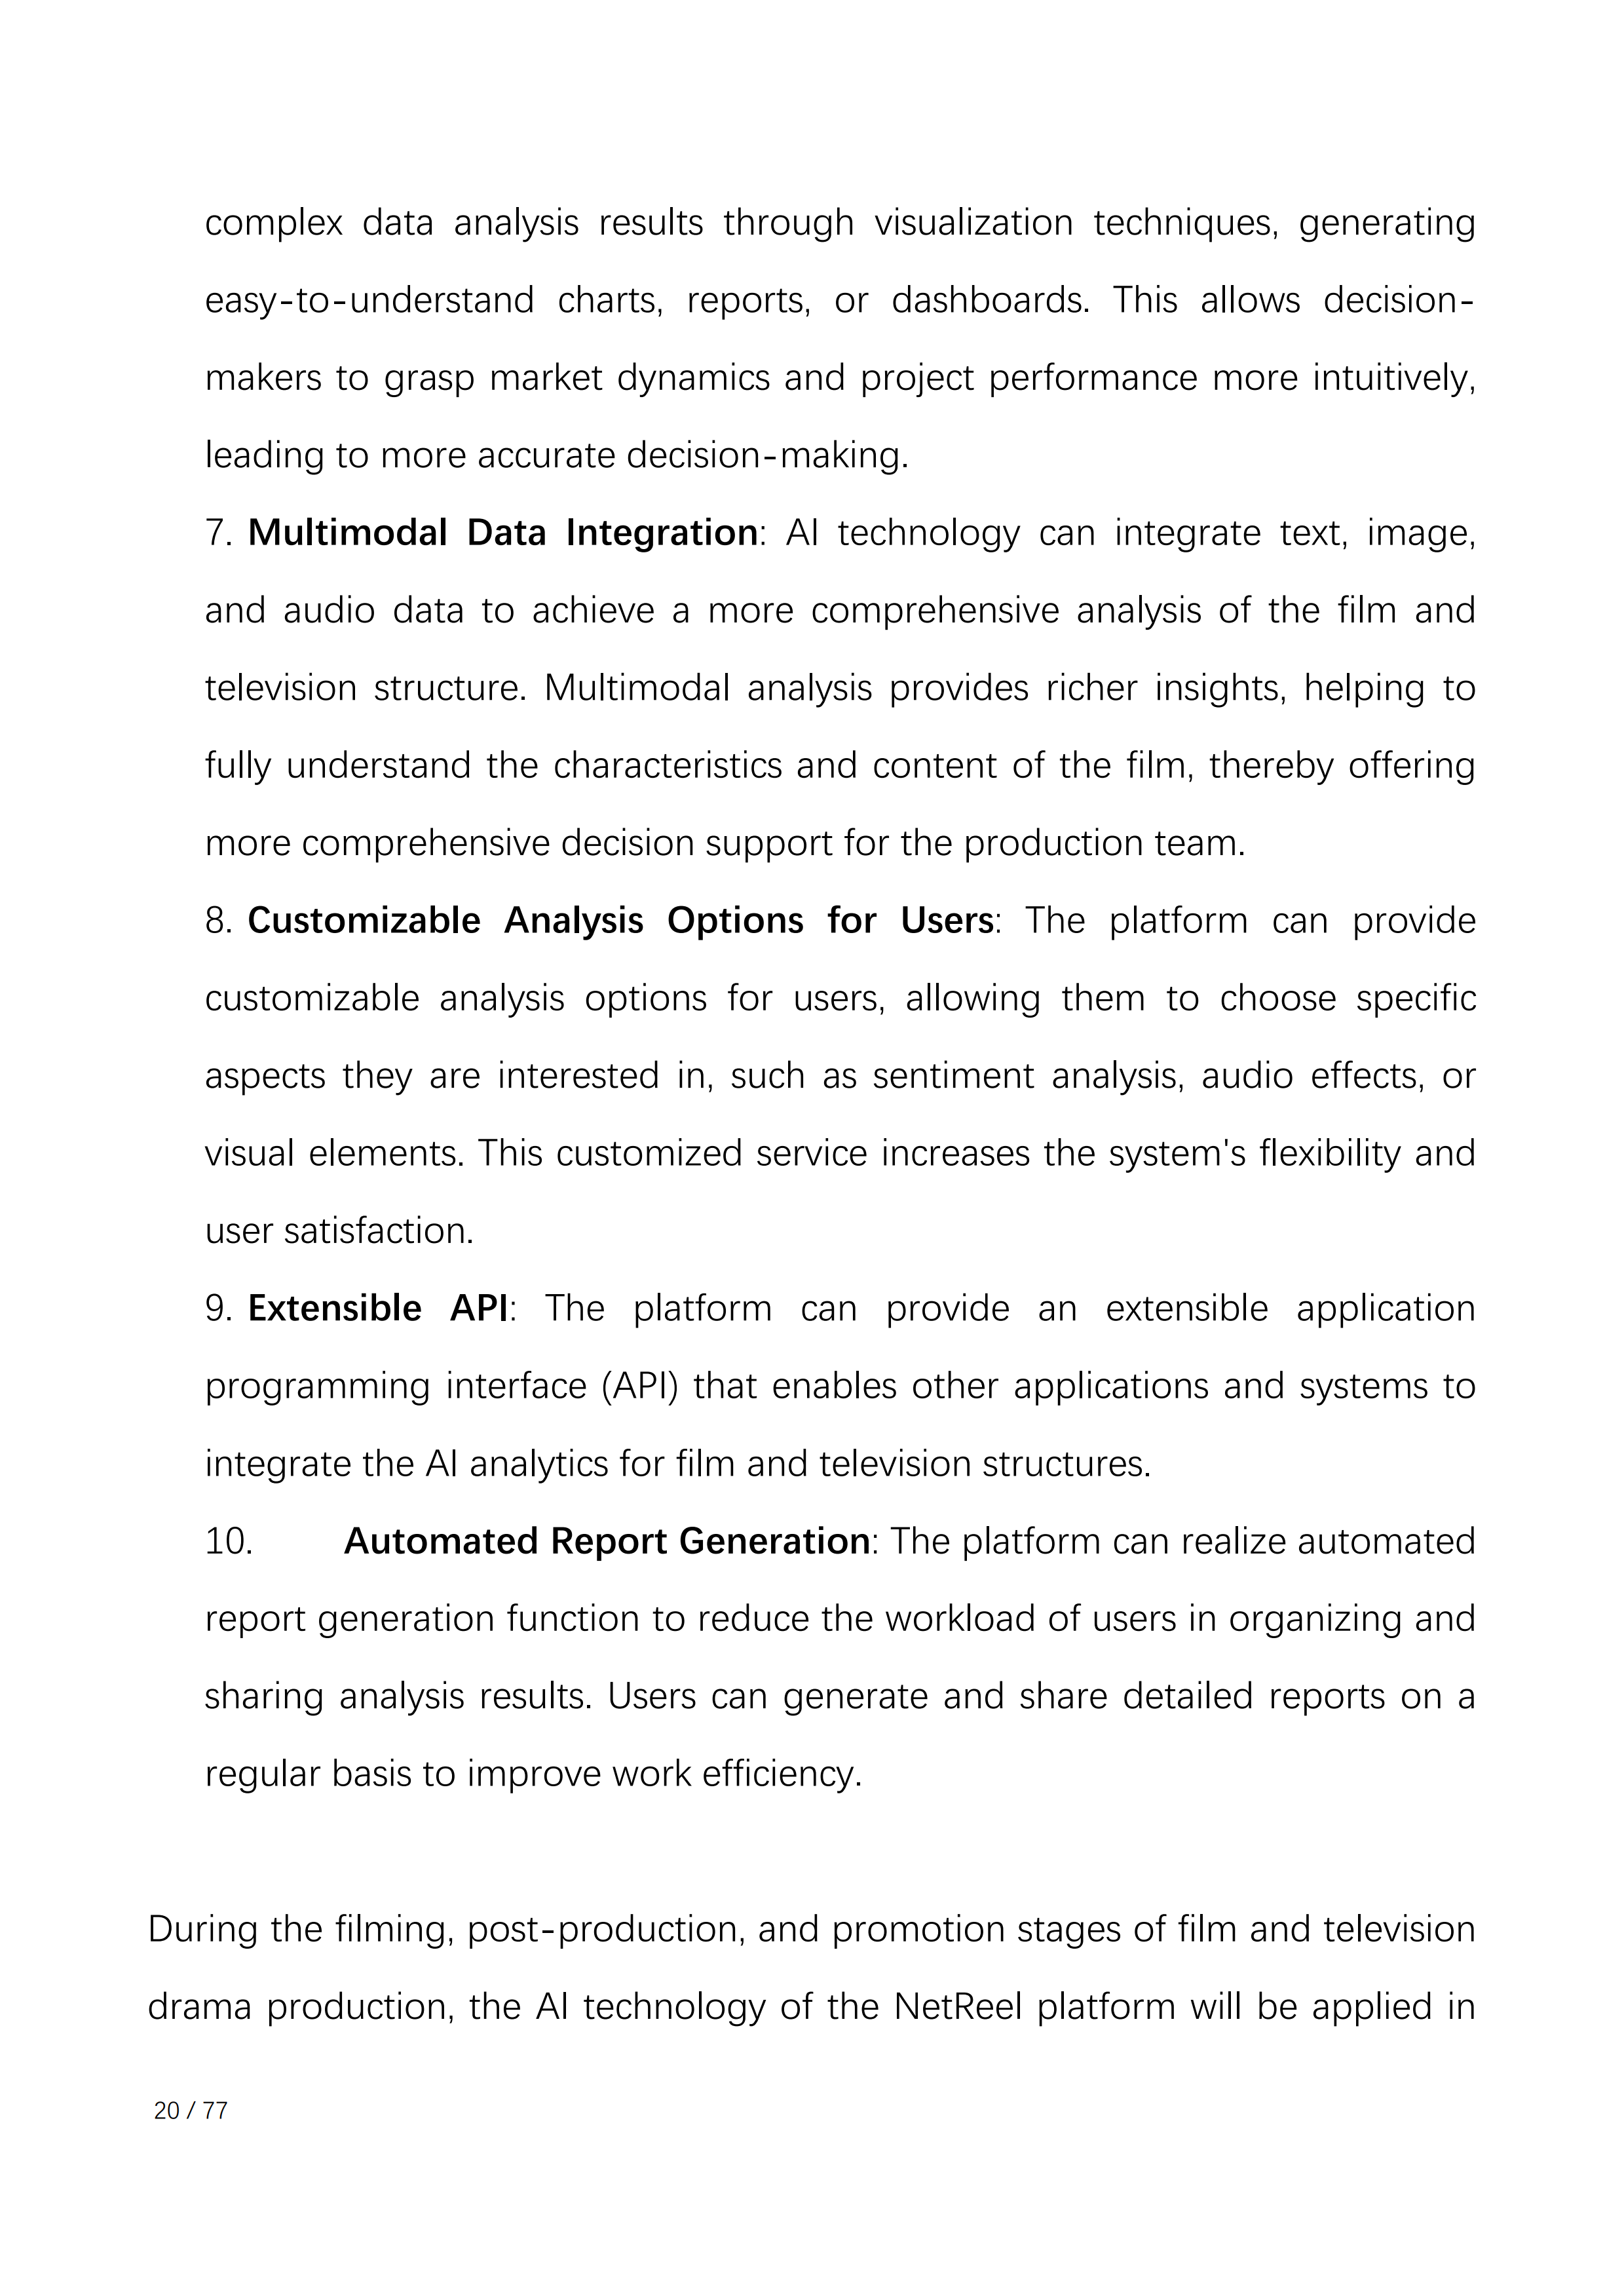 complex data analysis results through visualization techniques, generating
easy-to-understand charts, reports, or dashboards. This allows decision-
makers to grasp market dynamics and project performance more intuitively,
leading to more accurate decision-making.
7. Multimodal Data Integration: AI technology can integrate text, image,
and audio data to achieve a more comprehensive analysis of the film and
television structure. Multimodal analysis provides richer insights, helping to
fully understand the characteristics and content of the film, thereby offering
more comprehensive decision support for the production team.
8. Customizable Analysis Options for Users: The platform can provide
customizable analysis options for users, allowing them to choose specific
aspects they are interested in, such as sentiment analysis, audio effects, or
visual elements. This customized service increases the system's flexibility and
user satisfaction.
9. Extensible API: The platform can provide an extensible application
programming interface (API) that enables other applications and systems to
integrate the AI analytics for film and television structures.
10. Automated Report Generation: The platform can realize automated
report generation function to reduce the workload of users in organizing and
sharing analysis results. Users can generate and share detailed reports on a
regular basis to improve work efficiency.
During the filming, post-production, and promotion stages of film and television
drama production, the AI technology of the NetReel platform will be applied in
20 / 77